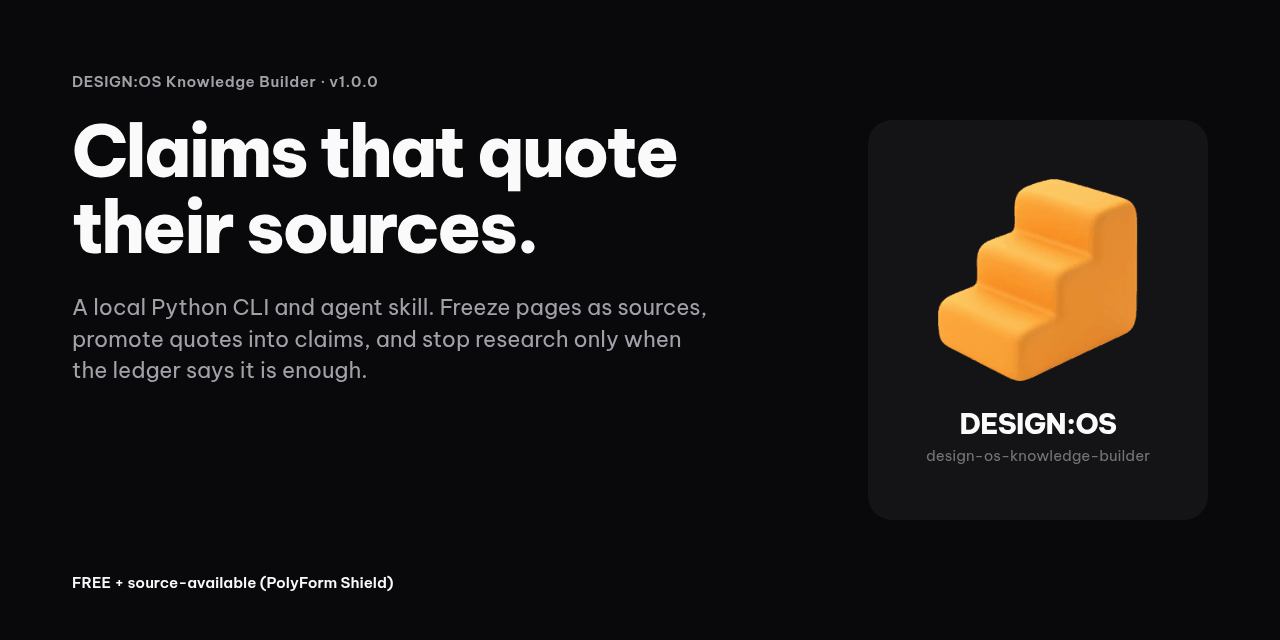 DESIGN:OS Knowledge Builder · v1.0.0
Claims that quote
their sources.
A local Python CLI and agent skill. Freeze pages as sources,
promote quotes into claims, and stop research only when
the ledger says it is enough.
DESIGN:OS
design-os-knowledge-builder
FREE + source-available (PolyForm Shield)